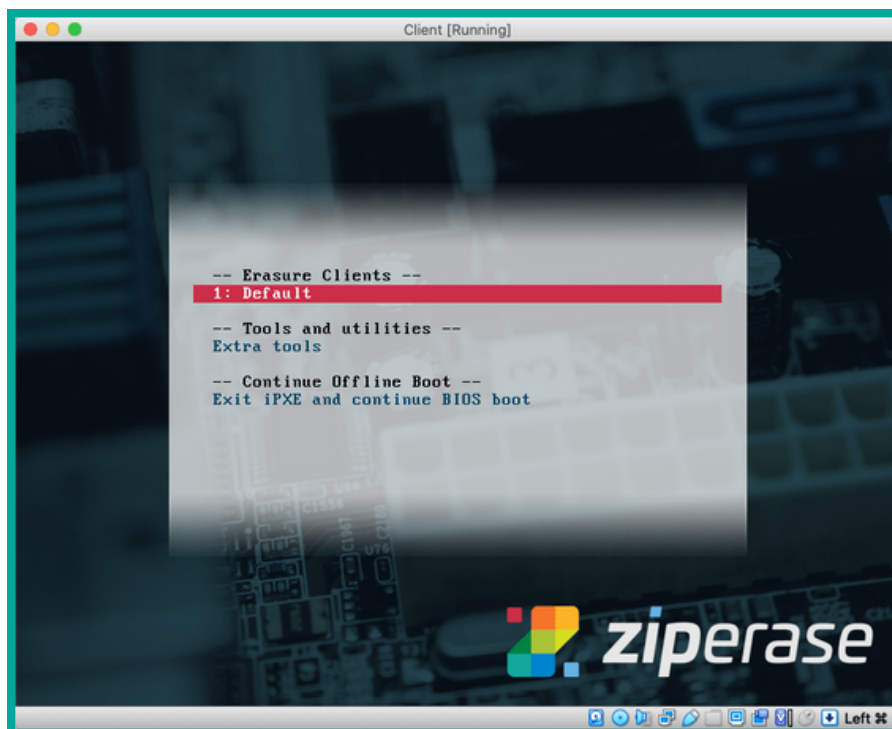 Client [Running]
-- Erasure Clients --
1: Default
-- Tools and utilities --
Extra tools
-- Continue Offline Boot --
Exit iPXE and continue BIOS boot
ziperase
Left ⌘